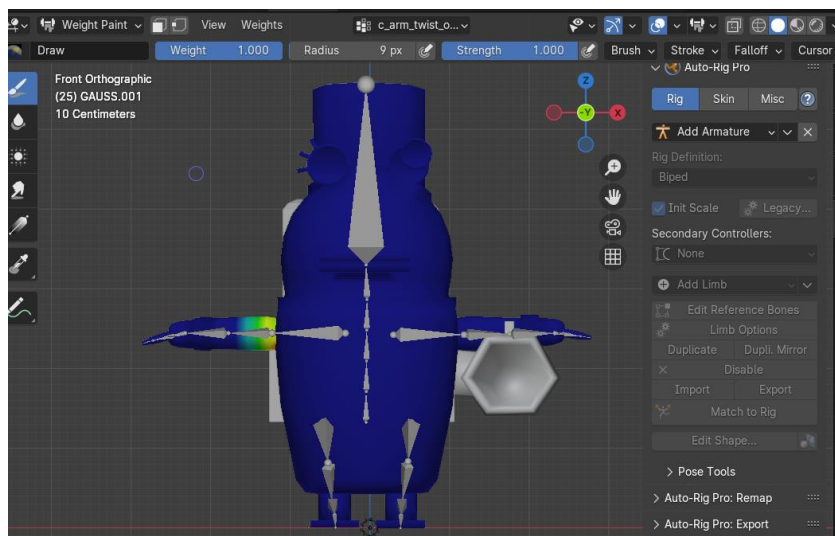 Weight Paint View Weights c_arm_twist_o...
Draw Weight 1.000 Radius 9 px Strength 1.000 Brush Stroke Falloff Cursor
Front Orthographic
(25) GAUSS.001
10 Centimeters
Z
-Y
X
Auto-Rig Pro
Rig Skin Misc ?
Add Armature
Rig Definition:
Biped
Init Scale Legacy...
Secondary Controllers:
None
Add Limb
Edit Reference Bones
Limb Options
Duplicate Dupli. Mirror
Disable
Import Export
Match to Rig
Edit Shape...
Pose Tools
Auto-Rig Pro: Remap
Auto-Rig Pro: Export